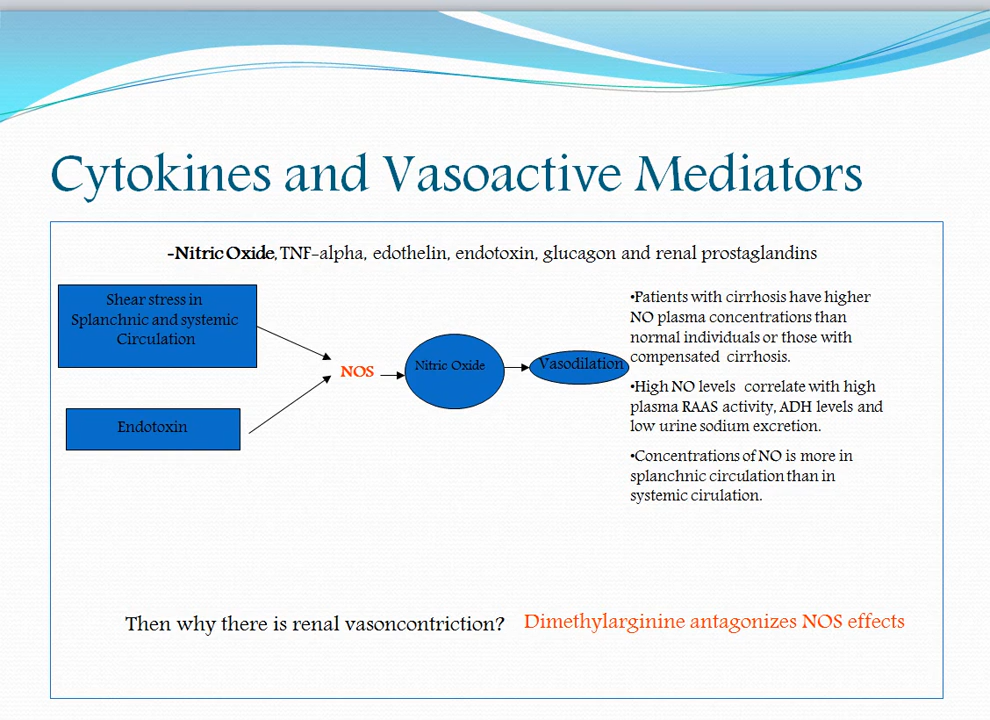 Cytokines and Vasoactive Mediators
-Nitric Oxide, TNF-alpha, edothelin, endotoxin, glucagon and renal prostaglandins
Shear stress in
Splanchnic and systemic
Circulation
Endotoxin
NOS
Nitric Oxide
Vasodilation
•Patients with cirrhosis have higher
NO plasma concentrations than
normal individuals or those with
compensated cirrhosis.
•High NO levels correlate with high
plasma RAAS activity, ADH levels and
low urine sodium excretion.
•Concentrations of NO is more in
splanchnic circulation than in
systemic cirulation.
Then why there is renal vasoncontriction?
Dimethylarginine antagonizes NOS effects